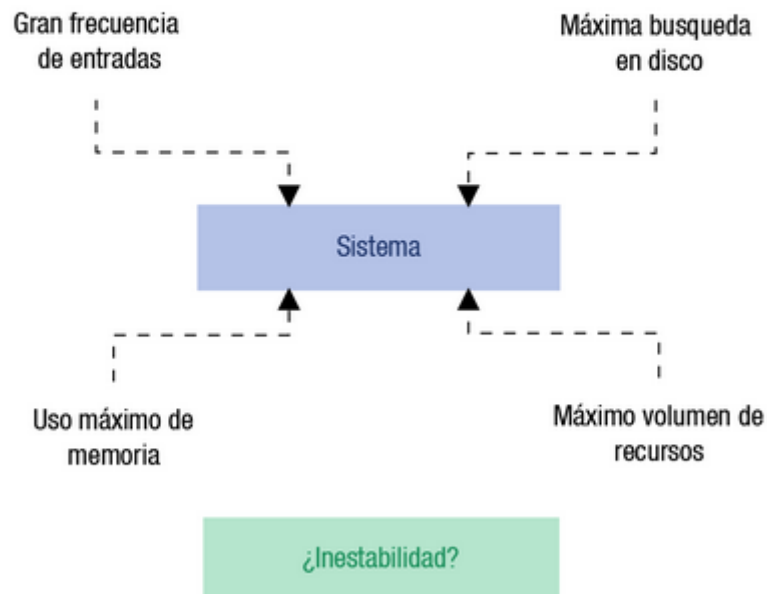 Gran frecuencia
de entradas
Máxima busqueda
en disco
Sistema
Uso máximo de
memoria
Máximo volumen de
recursos
¿Inestabilidad?